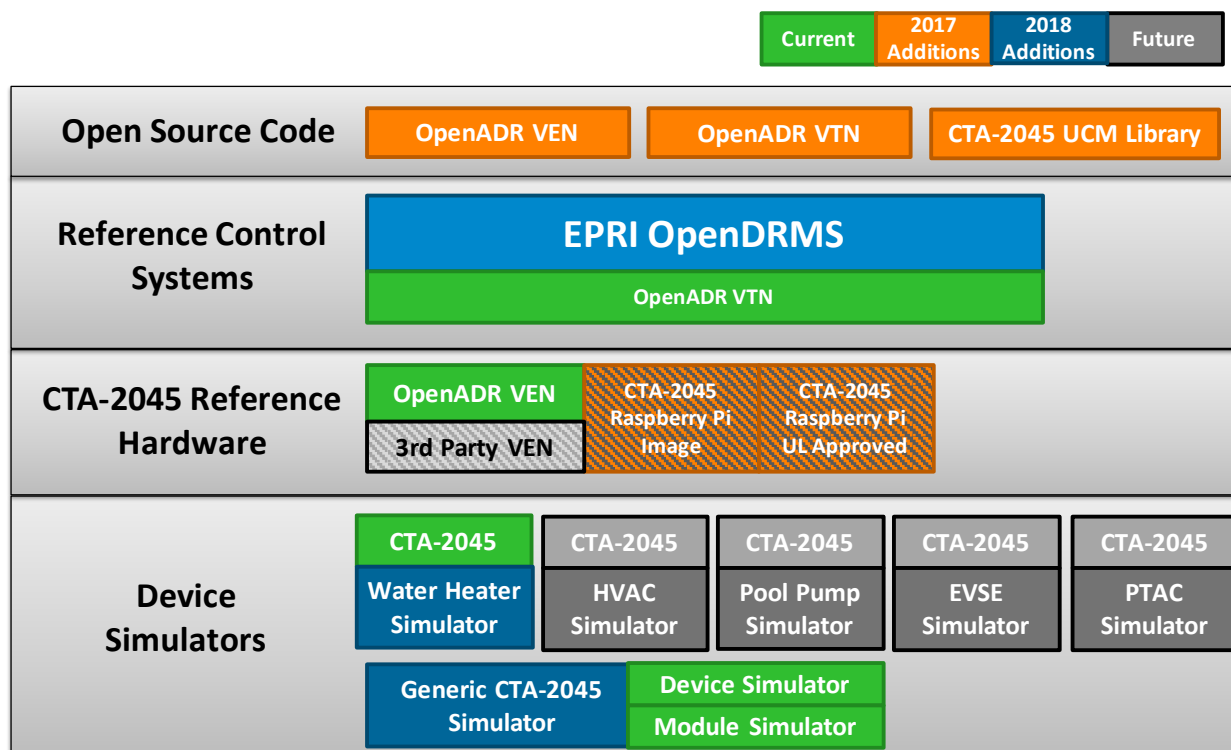 Current
2017
Additions
2018
Additions
Future
Open Source Code
OpenADR VEN
OpenADR VTN
CTA-2045 UCM Library
Reference Control
Systems
EPRI OpenDRMS
OpenADR VTN
CTA-2045 Reference
Hardware
OpenADR VEN
3rd Party VEN
CTA-2045
Raspberry Pi
Image
CTA-2045
Raspberry Pi
UL Approved
Device
Simulators
CTA-2045
Water Heater
Simulator
CTA-2045
HVAC
Simulator
CTA-2045
Pool Pump
Simulator
CTA-2045
EVSE
Simulator
CTA-2045
PTAC
Simulator
Generic CTA-2045
Simulator
Device Simulator
Module Simulator